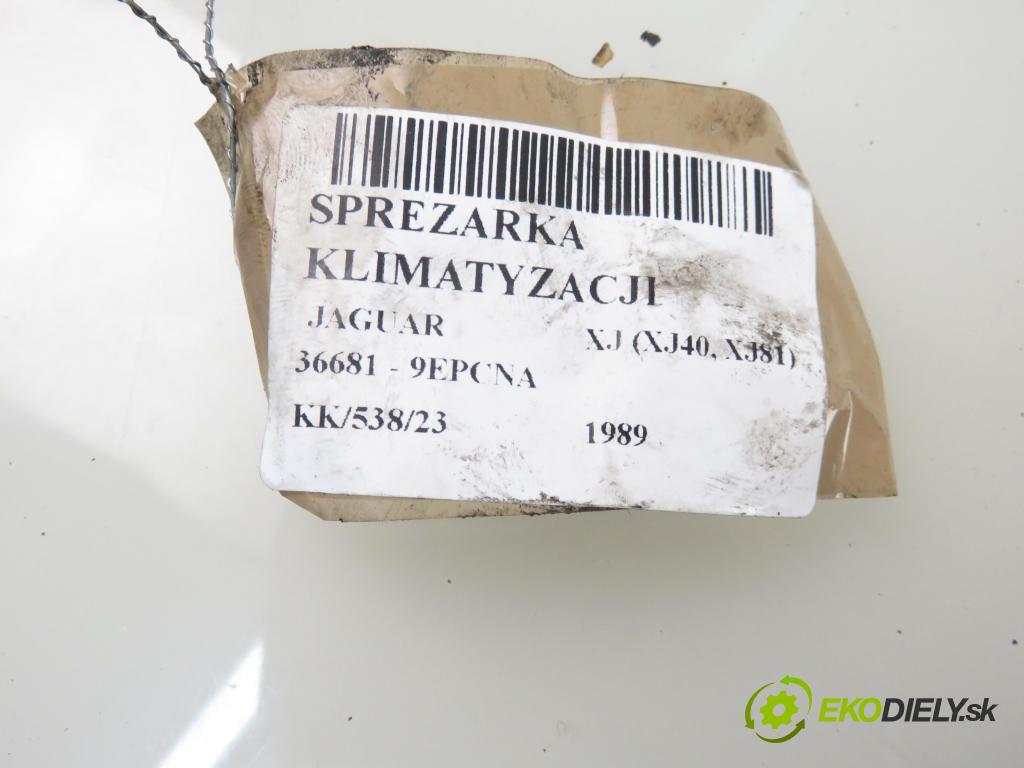 SPREZARKA
KLIMATYZACJI
JAGUAR XJ (XJ40, XJ81)
36681 - 9EPCNA
KK/538/23 1989
EKODIELY.sk